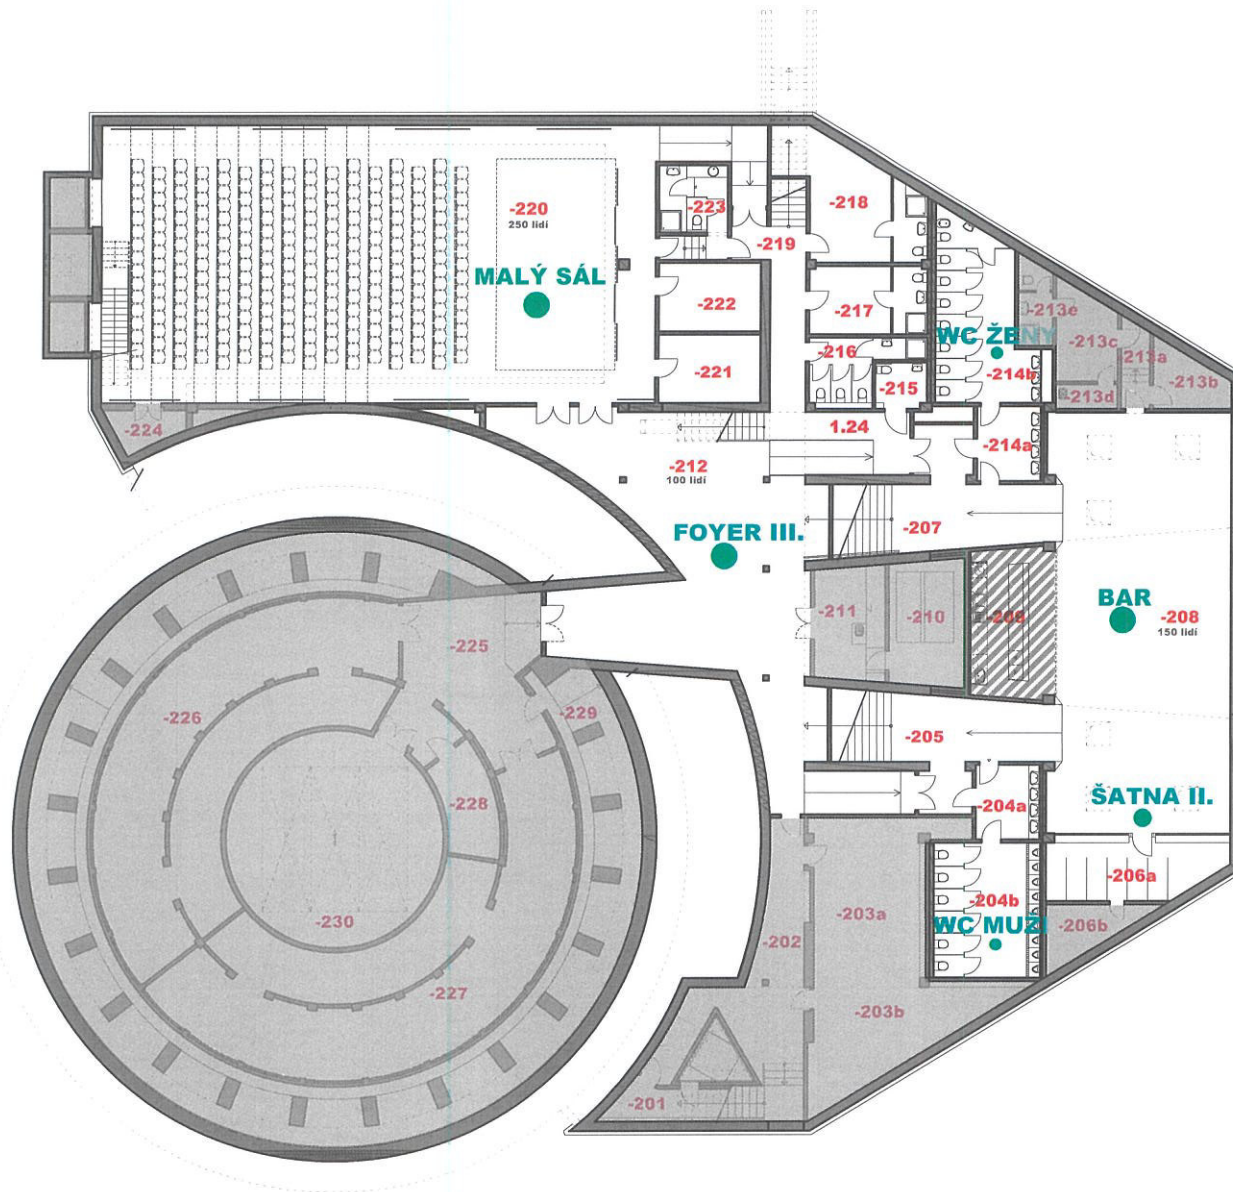 -220
250 lidí
MALÝ SÁL
-223
-218
-219
-222
-217
-221
-216
-215
WC ŽENY
-214b
-213e
-213c
-213a
-213b
-213d
-224
1.24
-214a
-212
100 lidí
-207
FOYER III.
BAR
-208
150 lidí
-211
-210
-209
-225
-226
-229
-205
-228
ŠATNA II.
-204a
-206a
-230
-203a
-204b
WC MUŽI
-206b
-202
-227
-203b
-201